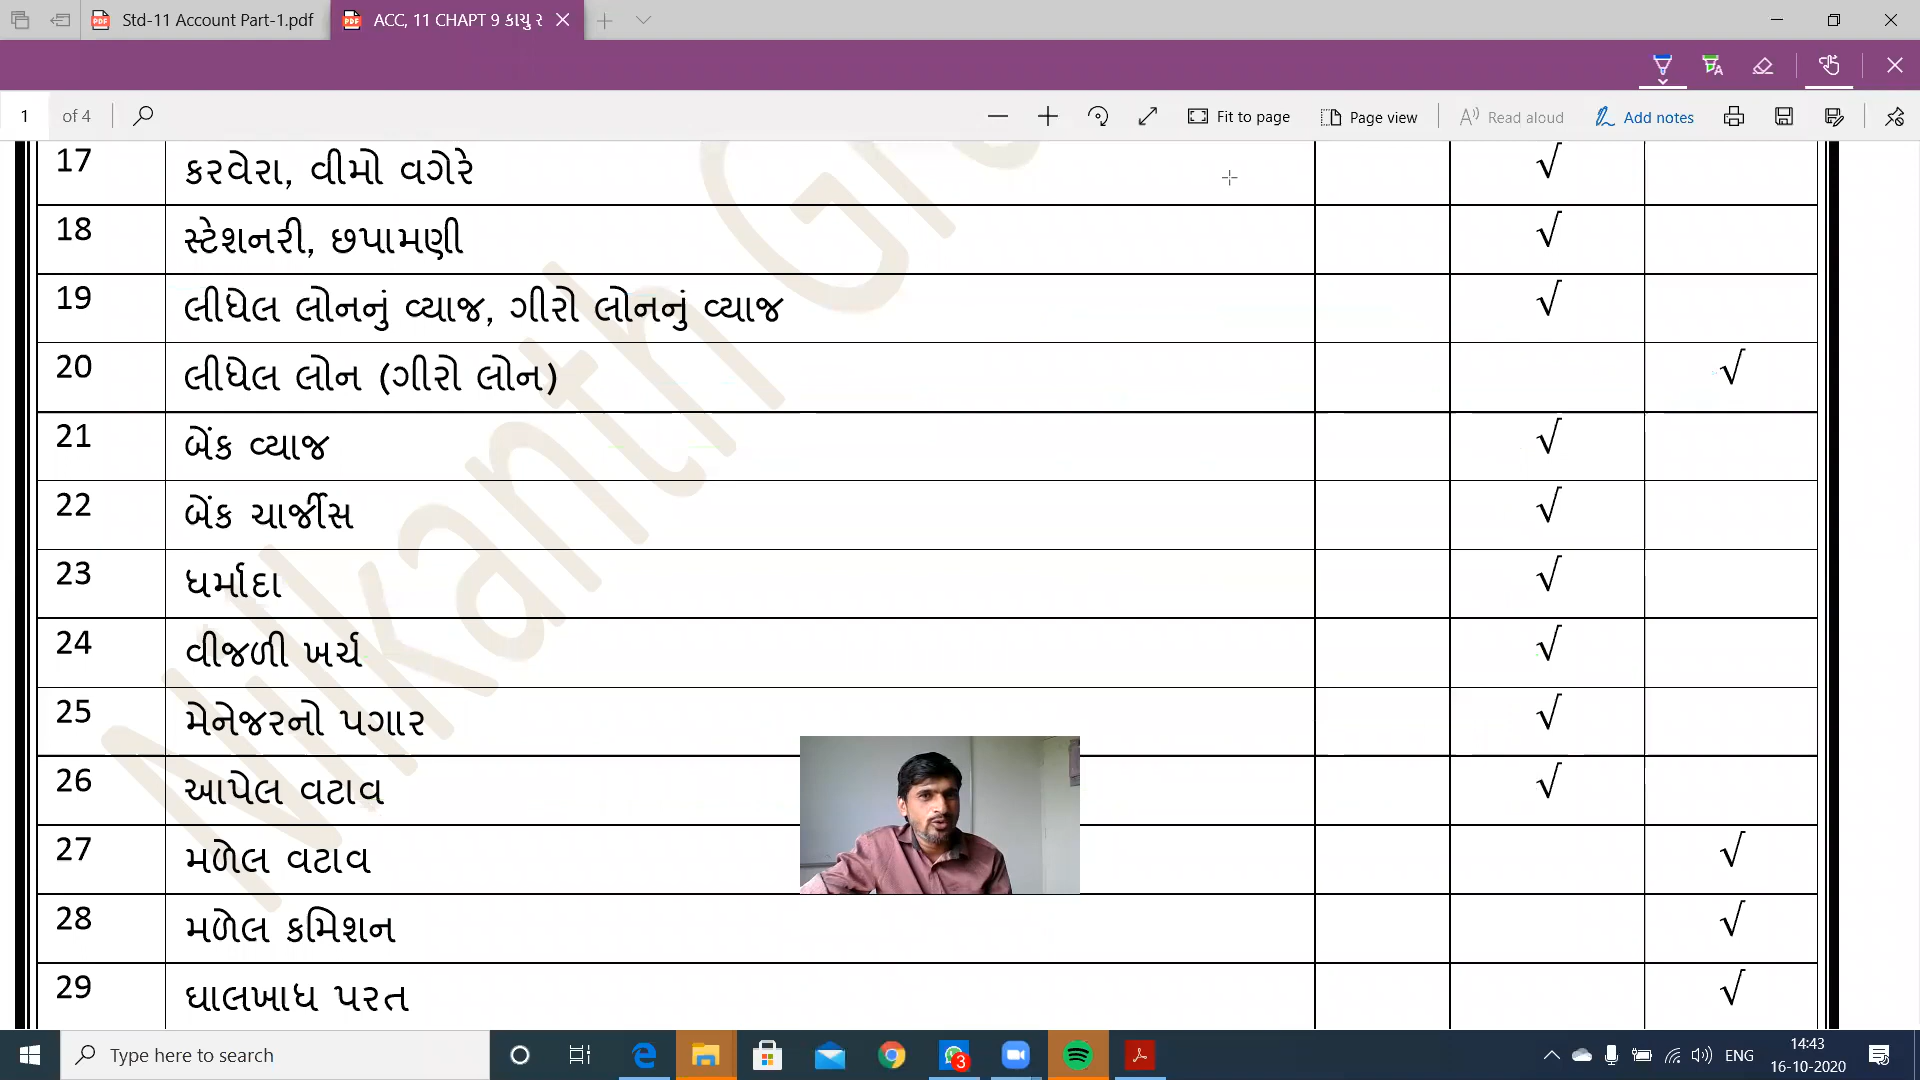 Std-11 Account Part-1.pdf
ACC, 11 CHAPT 9 કાચુ ર
1 of 4
Fit to page
Page view
Read aloud
Add notes
17 કરવેરા, વીમો વગેરે √
18 સ્ટેશનરી, છપામણી √
19 લીધેલ લોનનું વ્યાજ, ગીરો લોનનું વ્યાજ √
20 લીધેલ લોન (ગીરો લોન) √
21 બેંક વ્યાજ √
22 બેંક ચાર્જીસ √
23 ધર્માદા √
24 વીજળી ખર્ચ √
25 મેનેજરનો પગાર √
26 આપેલ વટાવ √
27 મળેલ વટાવ √
28 મળેલ કમિશન √
29 ઘાલખાધ પરત √
Nilkanth
Type here to search
3
ENG
14:43
16-10-2020